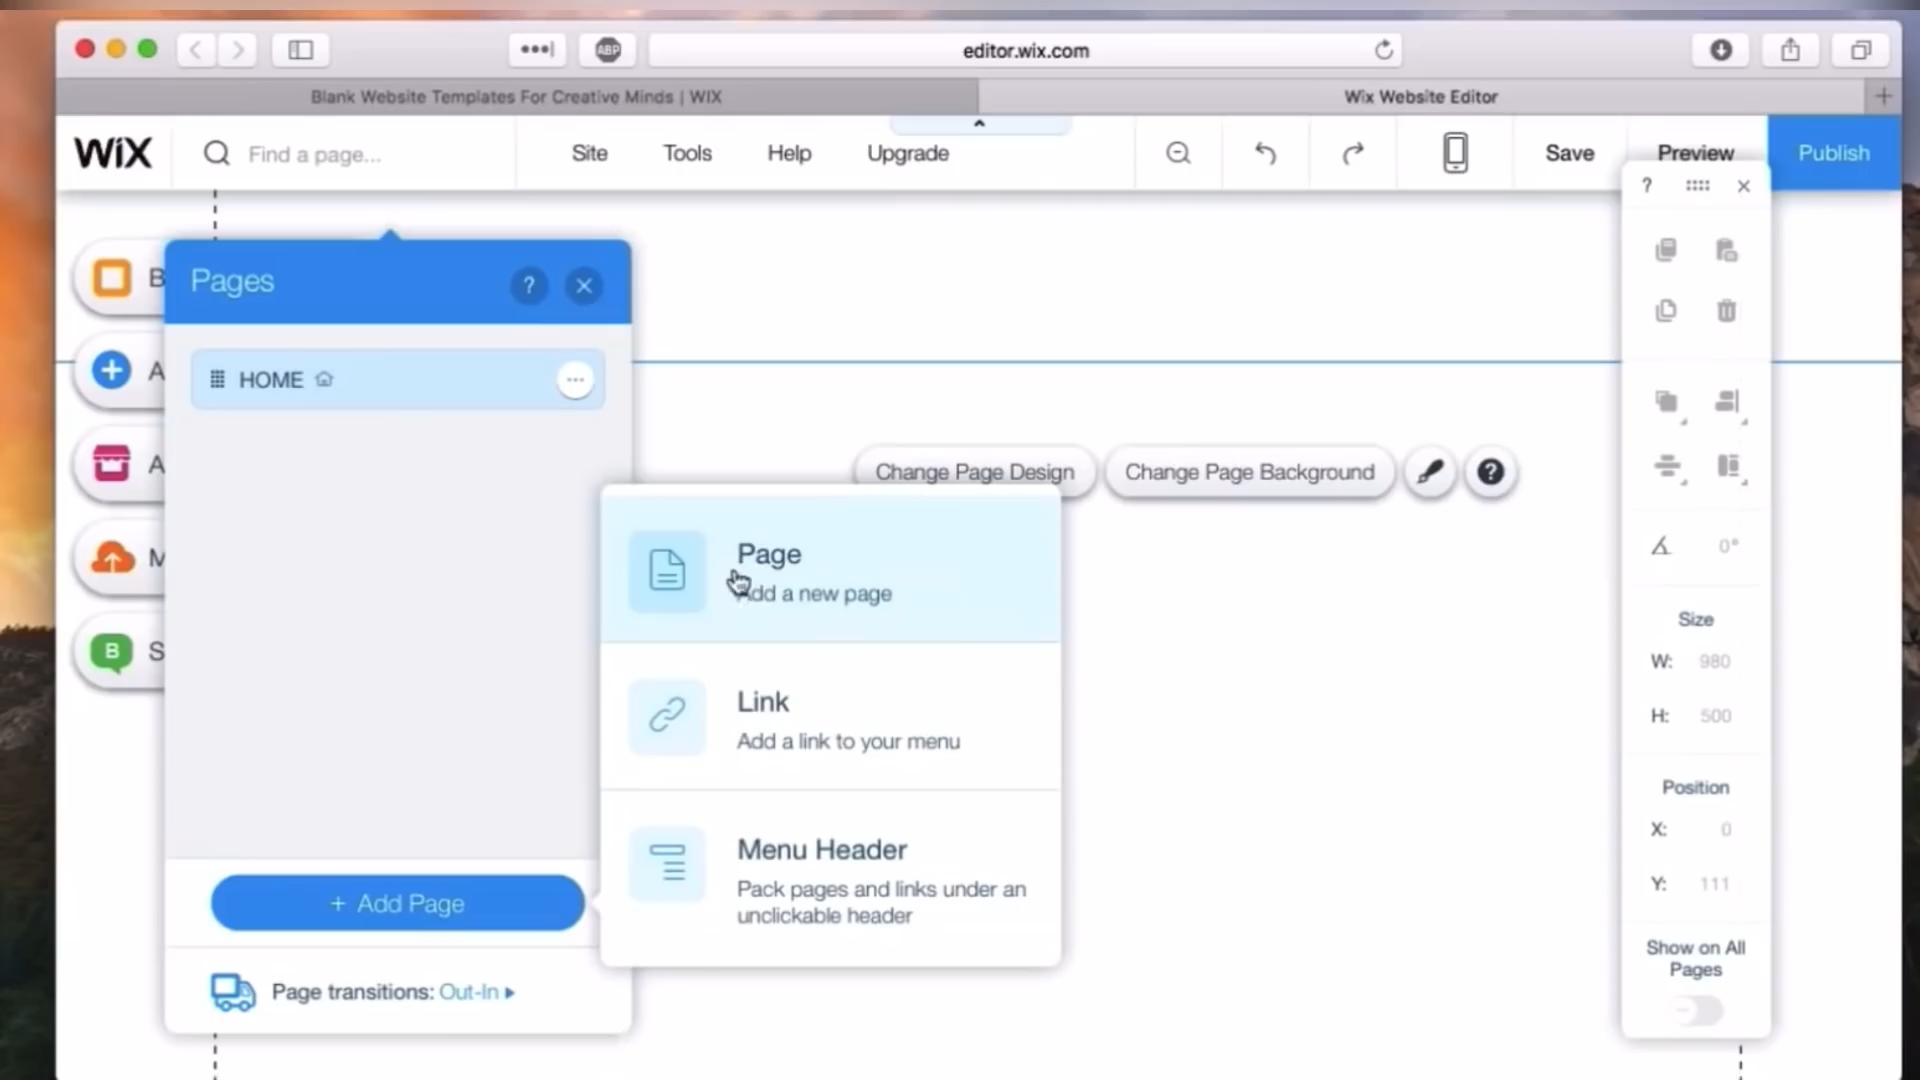 ABP
editor.wix.com
Blank Website Templates For Creative Minds | WIX
Wix Website Editor
+
WiX
Find a page...
Site
Tools
Help
Upgrade
Save
Preview
Publish
?
Pages
?
B
A
A
M
B
S
HOME
Change Page Design
Change Page Background
?
Page
Add a new page
Link
Add a link to your menu
Menu Header
Pack pages and links under an
unclickable header
+ Add Page
Page transitions: Out-In
0°
Size
W: 980
H: 500
Position
X: 0
Y: 111
Show on All
Pages